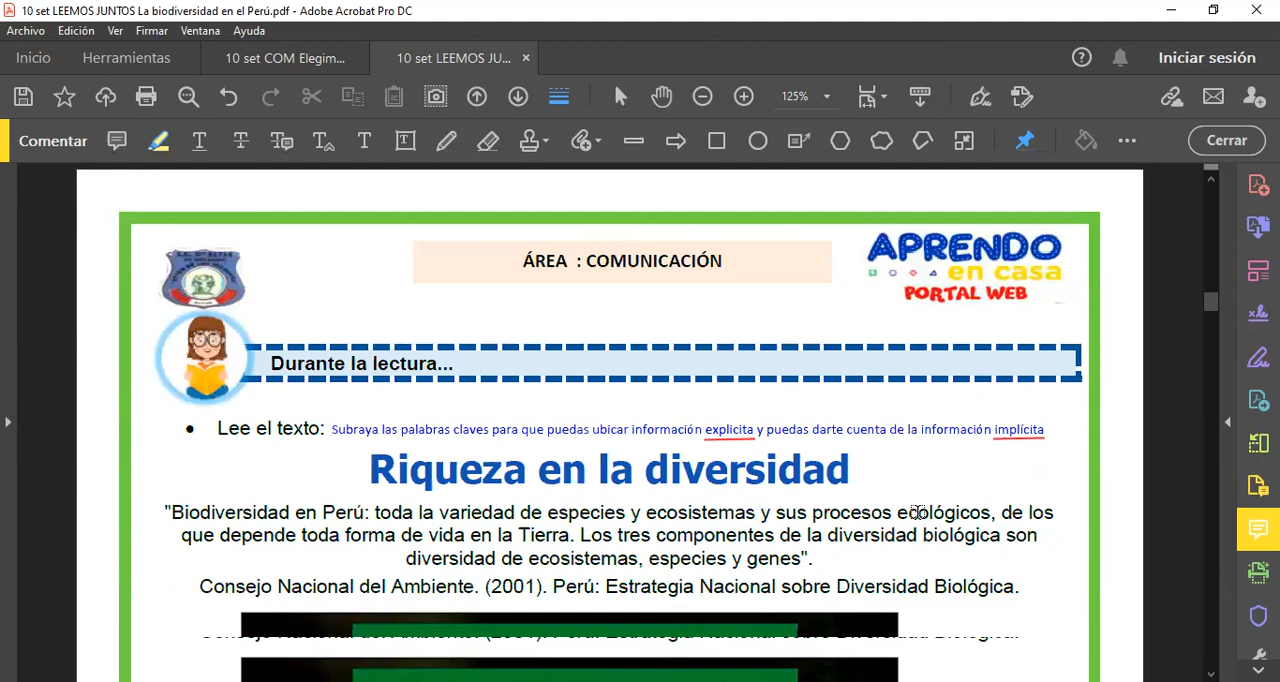 10 set LEEMOS JUNTOS La biodiversidad en el Perú.pdf - Adobe Acrobat Pro DC
Archivo Edición Ver Firmar Ventana Ayuda
Inicio Herramientas 10 set COM Elegim... 10 set LEEMOS JU... × Iniciar sesión
125%
Comentar Cerrar
ÁREA : COMUNICACIÓN
APRENDO
en casa
PORTAL WEB
Durante la lectura...
• Lee el texto: Subraya las palabras claves para que puedas ubicar información explicita y puedas darte cuenta de la información implícita
Riqueza en la diversidad
"Biodiversidad en Perú: toda la variedad de especies y ecosistemas y sus procesos ecológicos, de los
que depende toda forma de vida en la Tierra. Los tres componentes de la diversidad biológica son
diversidad de ecosistemas, especies y genes".
Consejo Nacional del Ambiente. (2001). Perú: Estrategia Nacional sobre Diversidad Biológica.